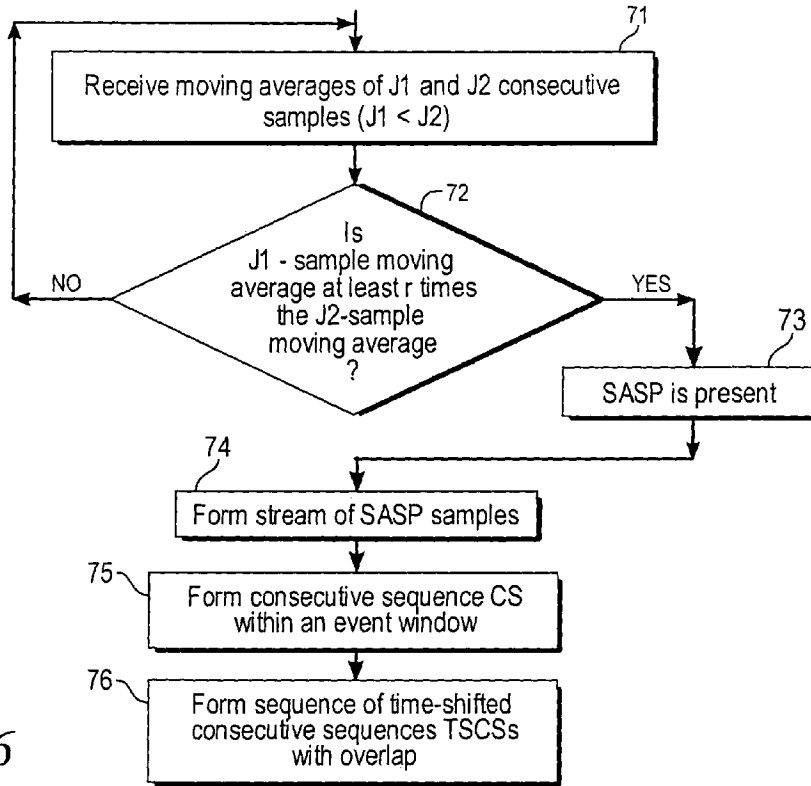 71
Receive moving averages of J1 and J2 consecutive
samples (J1 < J2)
72
Is
J1 - sample moving
average at least r times
the J2-sample
moving average
?
NO
YES
73
SASP is present
74
Form stream of SASP samples
75
Form consecutive sequence CS
within an event window
76
Form sequence of time-shifted
consecutive sequences TSCSs
with overlap
6